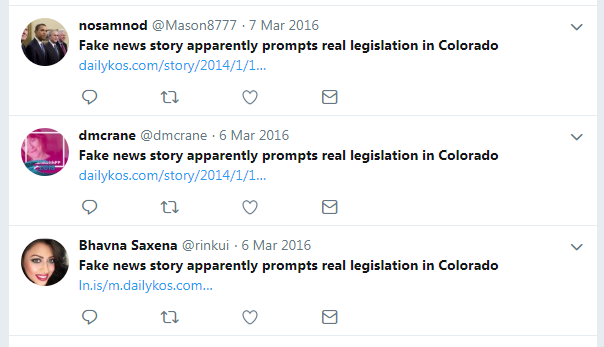 nosamnod @Mason8777 · 7 Mar 2016
Fake news story apparently prompts real legislation in Colorado
dailykos.com/story/2014/1/1...
dmcrane @dmcrane · 6 Mar 2016
Fake news story apparently prompts real legislation in Colorado
dailykos.com/story/2014/1/1...
Bhavna Saxena @rinkui · 6 Mar 2016
Fake news story apparently prompts real legislation in Colorado
ln.is/m.dailykos.com...